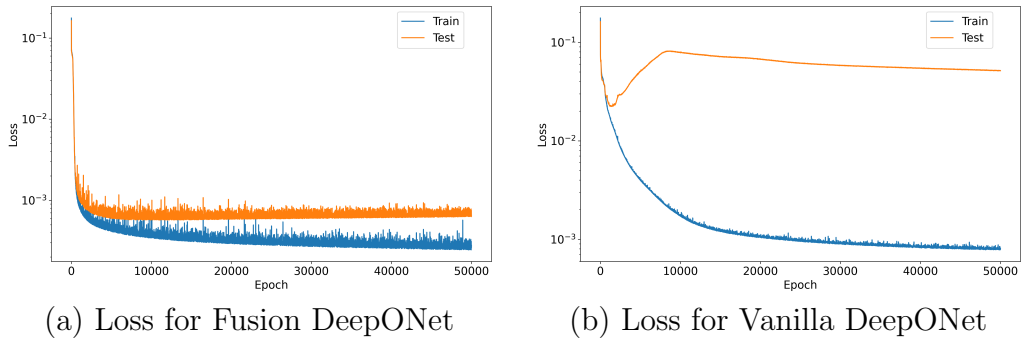 Train
Test
10⁻¹
10⁻²
10⁻³
Loss
0
10000
20000
30000
40000
50000
Epoch
(a) Loss for Fusion DeepONet
Train
Test
10⁻¹
10⁻²
10⁻³
Loss
0
10000
20000
30000
40000
50000
Epoch
(b) Loss for Vanilla DeepONet